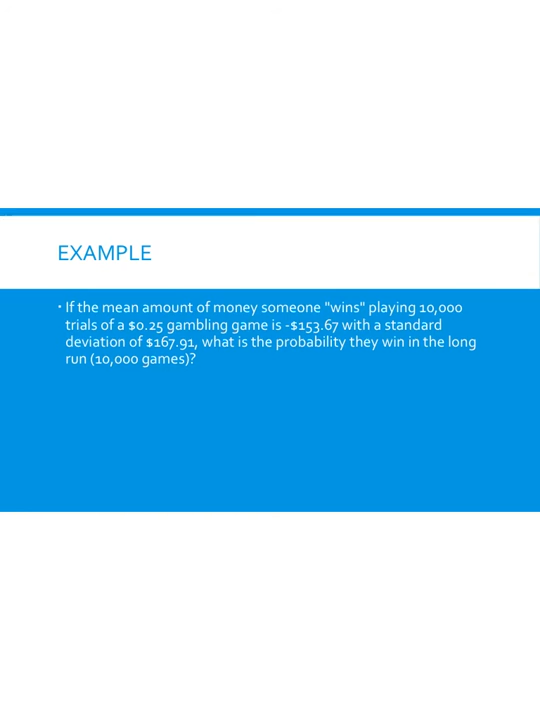 EXAMPLE
· If the mean amount of money someone "wins" playing 10,000
trials of a $0.25 gambling game is -$153.67 with a standard
deviation of $167.91, what is the probability they win in the long
run (10,000 games)?